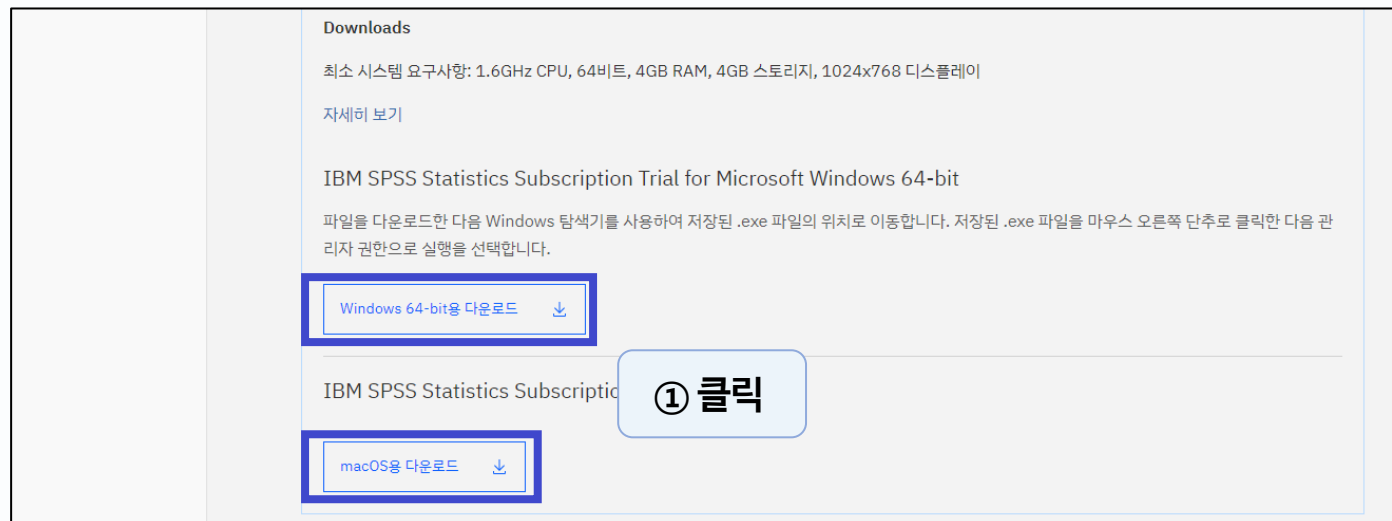 Downloads
최소 시스템 요구사항: 1.6GHz CPU, 64비트, 4GB RAM, 4GB 스토리지, 1024x768 디스플레이
자세히 보기
IBM SPSS Statistics Subscription Trial for Microsoft Windows 64-bit
파일을 다운로드한 다음 Windows 탐색기를 사용하여 저장된 .exe 파일의 위치로 이동합니다. 저장된 .exe 파일을 마우스 오른쪽 단추로 클릭한 다음 관
리자 권한으로 실행을 선택합니다.
Windows 64-bit용 다운로드
IBM SPSS Statistics Subscriptio
① 클릭
macOS용 다운로드